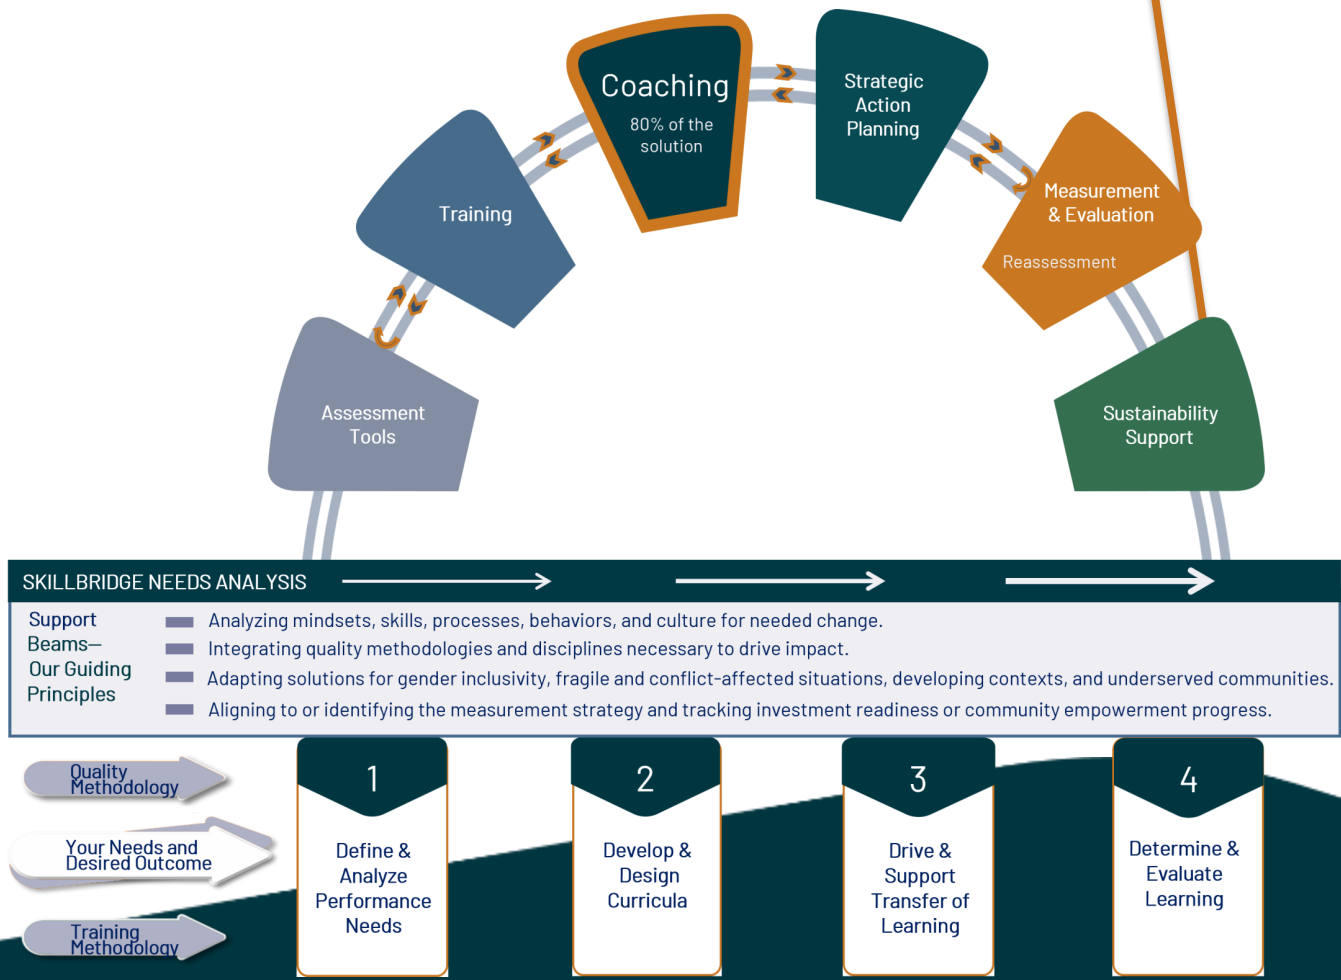 Coaching
80% of the
solution
Strategic
Action
Planning
Training
Measurement
& Evaluation
Reassessment
Assessment
Tools
Sustainability
Support
SKILLBRIDGE NEEDS ANALYSIS
Support
Beams—
Our Guiding
Principles
Analyzing mindsets, skills, processes, behaviors, and culture for needed change.
Integrating quality methodologies and disciplines necessary to drive impact.
Adapting solutions for gender inclusivity, fragile and conflict-affected situations, developing contexts, and underserved communities.
Aligning to or identifying the measurement strategy and tracking investment readiness or community empowerment progress.
Quality
Methodology
Your Needs and
Desired Outcome
Training
Methodology
1
Define &
Analyze
Performance
Needs
2
Develop &
Design
Curricula
3
Drive &
Support
Transfer of
Learning
4
Determine &
Evaluate
Learning